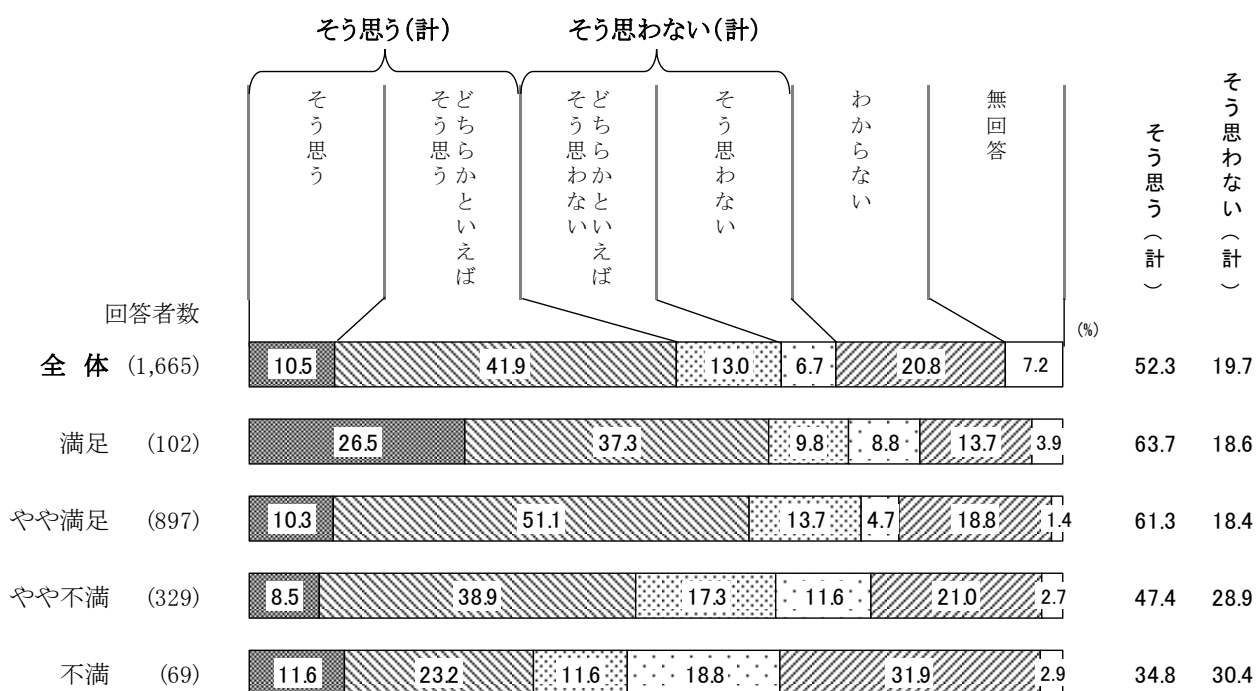 そう思う(計) そう思わない(計)
そう思う
どちらかといえば
そう思う
どちらかといえば
そう思わない
そう思わない
わからない
無回答
そう思う(計)
そう思わない(計)
回答者数
(%)
全 体 (1,665) 10.5 41.9 13.0 6.7 20.8 7.2 52.3 19.7
満足 (102) 26.5 37.3 9.8 8.8 13.7 3.9 63.7 18.6
やや満足 (897) 10.3 51.1 13.7 4.7 18.8 1.4 61.3 18.4
やや不満 (329) 8.5 38.9 17.3 11.6 21.0 2.7 47.4 28.9
不満 (69) 11.6 23.2 11.6 18.8 31.9 2.9 34.8 30.4